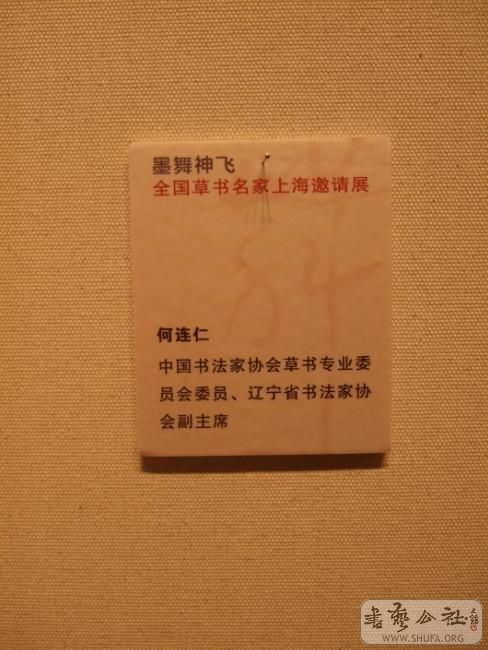 墨舞神飞
全国草书名家上海邀请展
何连仁
中国书法家协会草书专业委
员会委员、辽宁省书法家协
会副主席
書藝公社
WWW.SHUFA.ORG